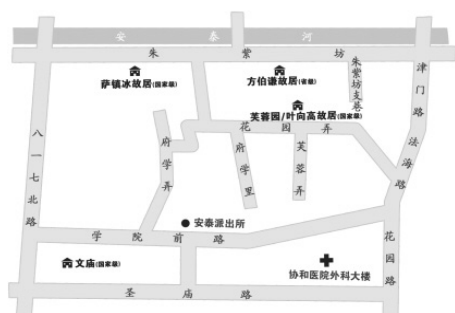 安泰河
朱紫坊
萨镇冰故居(国家级)
方伯谦故居(省级)
朱紫坊支巷
津门路
芙蓉园/叶向高故居(国家级)
花园弄
法海路
八一七北路
府学弄
府学里
芙蓉弄
安泰派出所
学院前路
花园路
文庙(国家级)
协和医院外科大楼
圣庙路